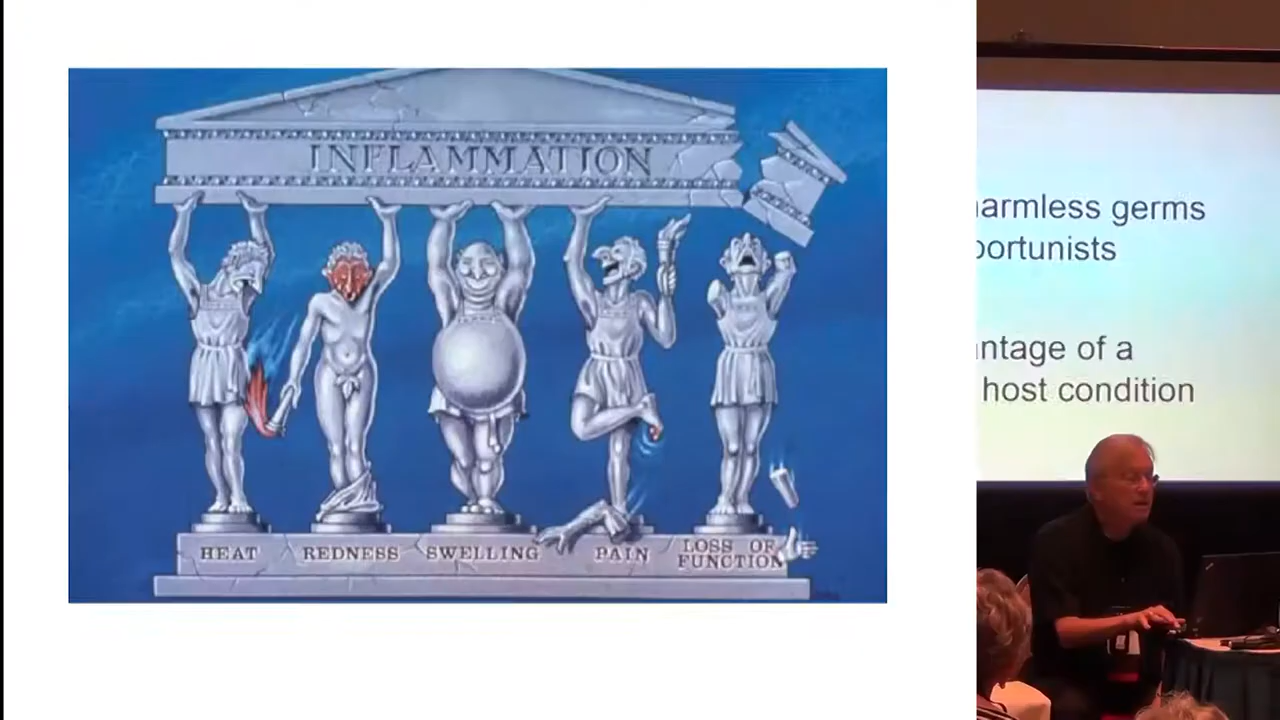 INFLAMMATION
HEAT
REDNESS
SWELLING
PAIN
LOSS OF
FUNCTION
armless germs
portunists
ntage of a
host condition